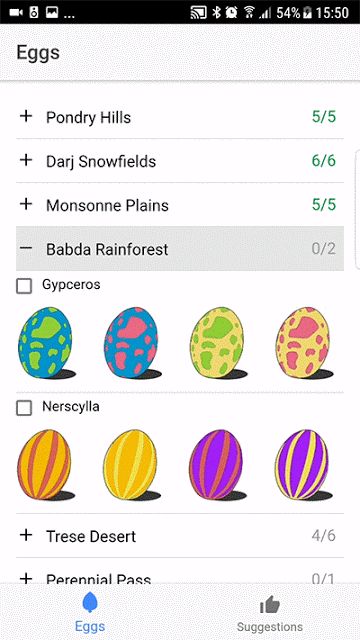 ... 54% 15:50
Eggs
+ Pondry Hills 5/5
+ Darj Snowfields 6/6
+ Monsonne Plains 5/5
− Babda Rainforest 0/2
Gypceros
Nerscylla
+ Trese Desert 4/6
+ Perennial Pass 0/1
Eggs Suggestions